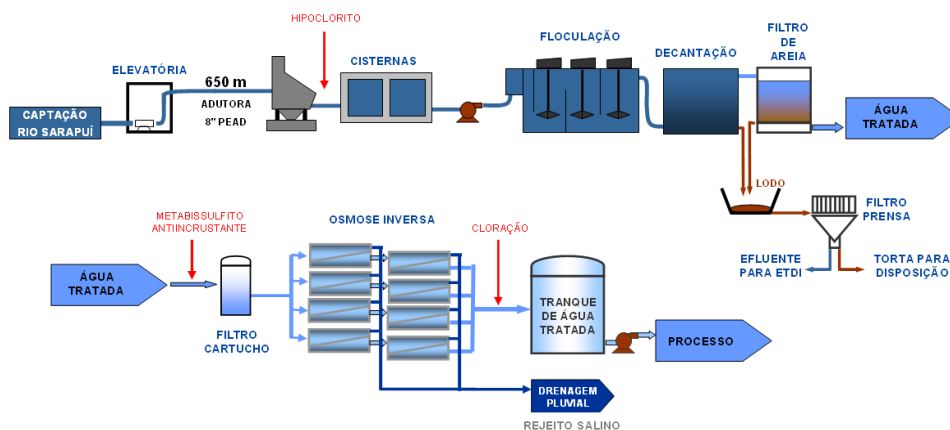 HIPOCLORITO
FILTRO
DE
AREIA
FLOCULAÇÃO
CISTERNAS
DECANTAÇÃO
ELEVATÓRIA
650 m
ADUTORA
8" PEAD
CAPTAÇÃO
RIO SARAPUÍ
ÁGUA
TRATADA
LODO
FILTRO
PRENSA
METABISSULFITO
ANTIINCRUSTANTE
OSMOSE INVERSA
CLORAÇÃO
EFLUENTE
PARA ETDI
TORTA PARA
DISPOSIÇÃO
ÁGUA
TRATADA
TRANQUE
DE ÁGUA
TRATADA
FILTRO
CARTUCHO
PROCESSO
DRENAGEM
PLUVIAL
REJEITO SALINO